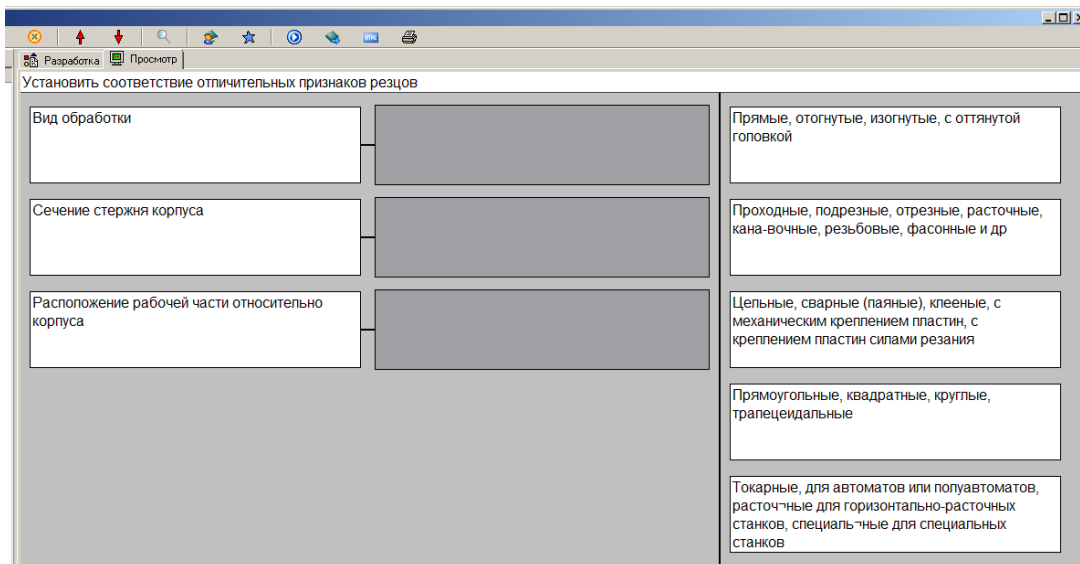 Разработка
Просмотр
Установить соответствие отличительных признаков резцов
Вид обработки
Сечение стержня корпуса
Расположение рабочей части относительно
корпуса
Прямые, отогнутые, изогнутые, с оттянутой
головкой
Проходные, подрезные, отрезные, расточные,
кана-вочные, резьбовые, фасонные и др
Цельные, сварные (паяные), клееные, с
механическим креплением пластин, с
креплением пластин силами резания
Прямоугольные, квадратные, круглые,
трапецеидальные
Токарные, для автоматов или полуавтоматов,
расточ¬ные для горизонтально-расточных
станков, специаль¬ные для специальных
станков